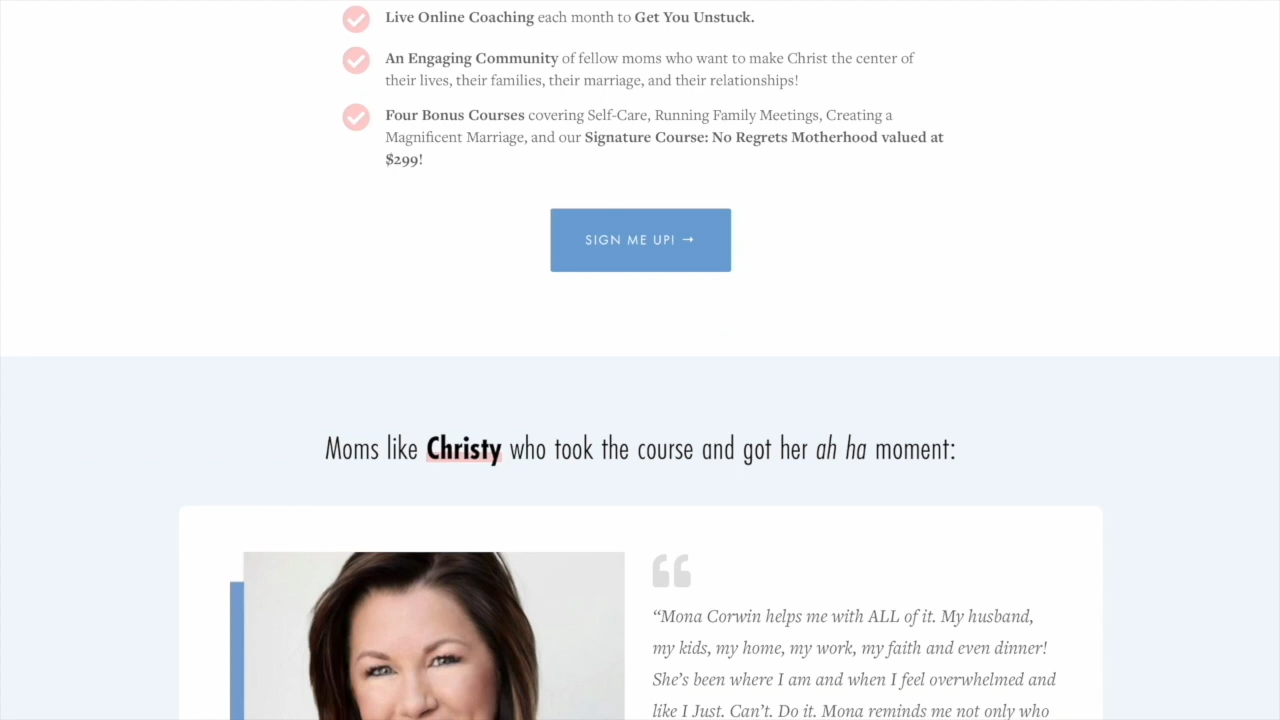 Live Online Coaching each month to Get You Unstuck.
An Engaging Community of fellow moms who want to make Christ the center of
their lives, their families, their marriage, and their relationships!
Four Bonus Courses covering Self-Care, Running Family Meetings, Creating a
Magnificent Marriage, and our Signature Course: No Regrets Motherhood valued at
$299!
SIGN ME UP! →
Moms like Christy who took the course and got her ah ha moment:
“Mona Corwin helps me with ALL of it. My husband,
my kids, my home, my work, my faith and even dinner!
She’s been where I am and when I feel overwhelmed and
like I Just. Can’t. Do it. Mona reminds me not only who